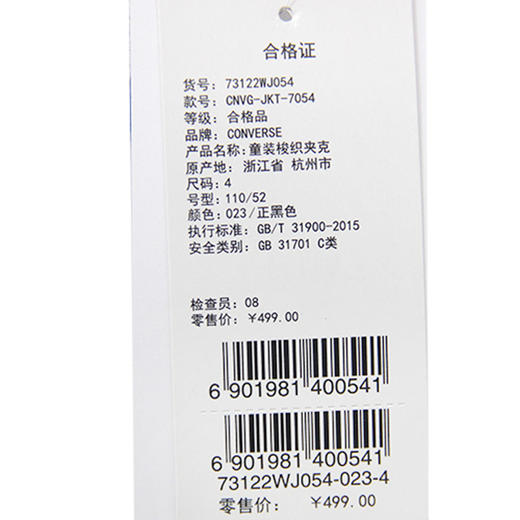 合格证
货号：73122WJ054
款号：CNVG-JKT-7054
等级：合格品
品牌：CONVERSE
产品名称：童装梭织夹克
原产地：浙江省 杭州市
尺码：4
号型：110/52
颜色：023/正黑色
执行标准：GB/T 31900-2015
安全类别：GB 31701 C类
检查员：08
零售价：￥499.00
6 901981 400541
6 901981 400541
73122WJ054-023-4
零售价：￥499.00